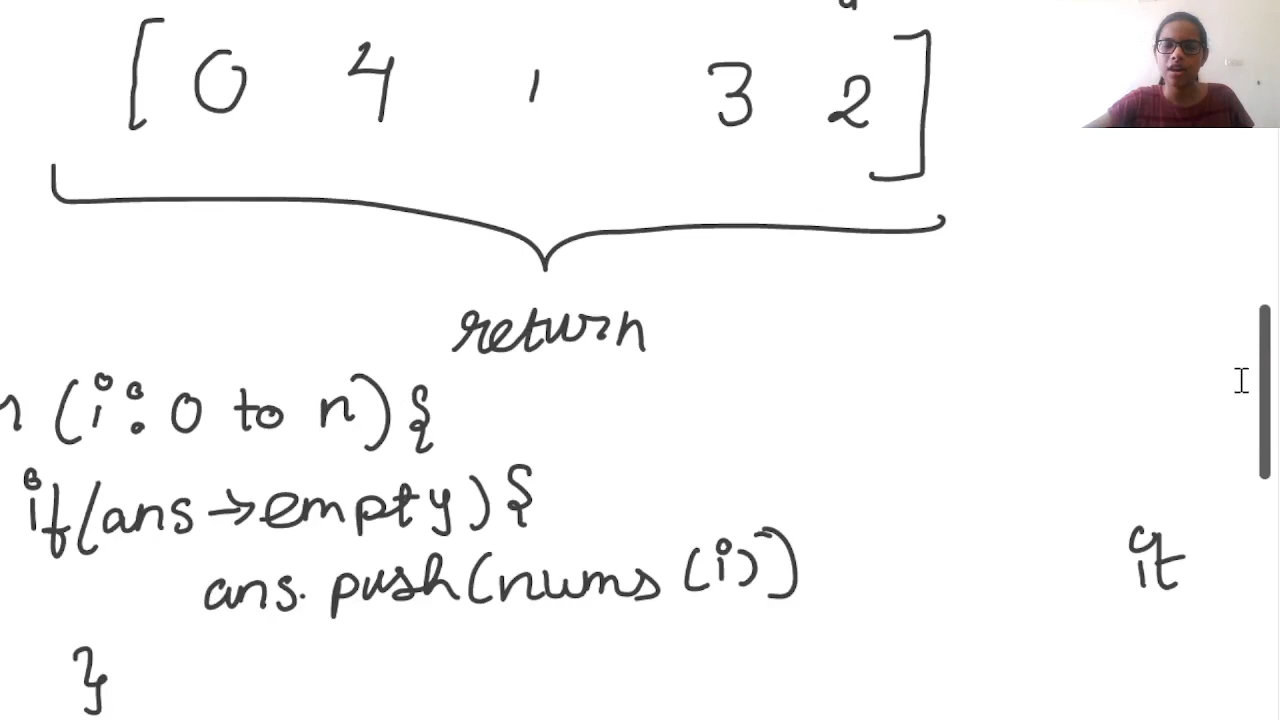 [ 0 4 1 3 2 ]
return
(i : 0 to n) {
if(ans → empty) {
ans. push(nums (i))
it
}